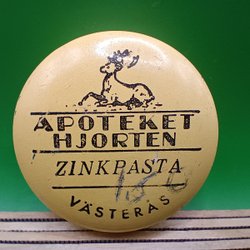 APOTEKET
HJORTEN
ZINKPASTA
VÄSTERÅS